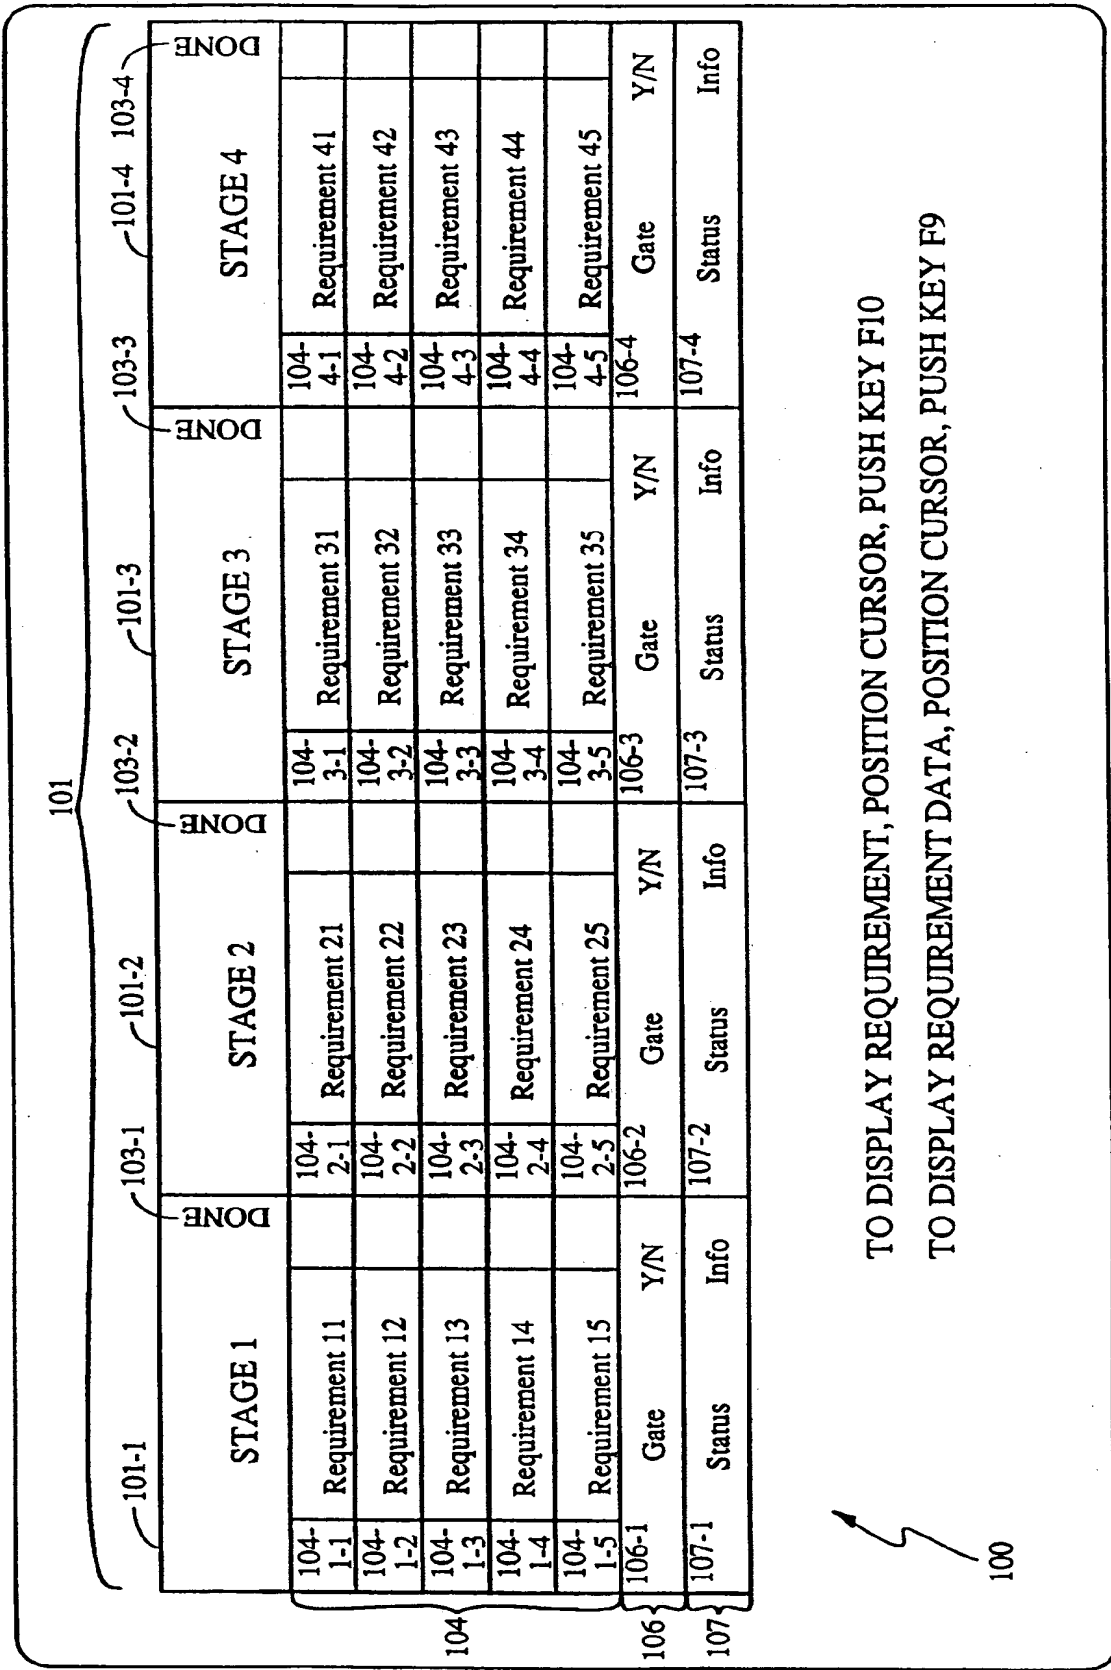 101
101-1 103-1 101-2 103-2 101-3 103-3 101-4 103-4
STAGE 1 DONE STAGE 2 DONE STAGE 3 DONE STAGE 4 DONE
104-1-1 Requirement 11 104-2-1 Requirement 21 104-3-1 Requirement 31 104-4-1 Requirement 41
104-1-2 Requirement 12 104-2-2 Requirement 22 104-3-2 Requirement 32 104-4-2 Requirement 42
104-1-3 Requirement 13 104-2-3 Requirement 23 104-3-3 Requirement 33 104-4-3 Requirement 43
104-1-4 Requirement 14 104-2-4 Requirement 24 104-3-4 Requirement 34 104-4-4 Requirement 44
104-1-5 Requirement 15 104-2-5 Requirement 25 104-3-5 Requirement 35 104-4-5 Requirement 45
104
106 106-1 Gate Y/N 106-2 Gate Y/N 106-3 Gate Y/N 106-4 Gate Y/N
107 107-1 Status Info 107-2 Status Info 107-3 Status Info 107-4 Status Info
TO DISPLAY REQUIREMENT, POSITION CURSOR, PUSH KEY F10
TO DISPLAY REQUIREMENT DATA, POSITION CURSOR, PUSH KEY F9
100